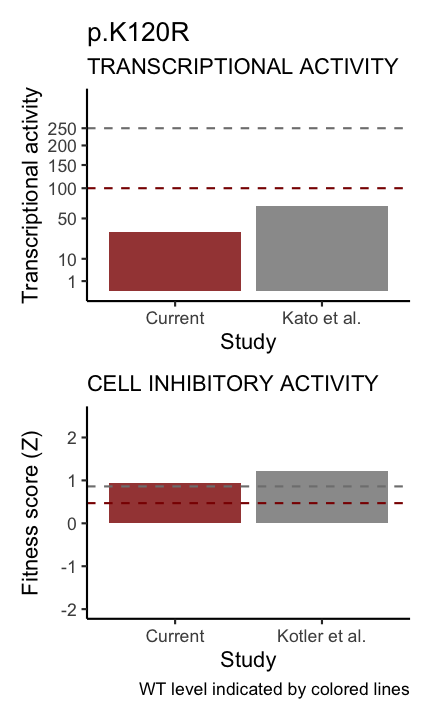 p.K120R
TRANSCRIPTIONAL ACTIVITY
Transcriptional activity
250
200
150
100
50
10
1
Current
Kato et al.
Study
CELL INHIBITORY ACTIVITY
Fitness score (Z)
2
1
0
-1
-2
Current
Kotler et al.
Study
WT level indicated by colored lines